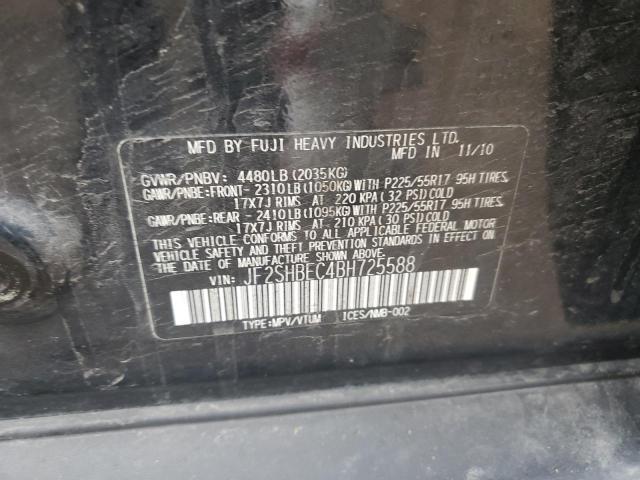 MFD BY FUJI HEAVY INDUSTRIES LTD.
MFD IN 11/10
GVWR/PNBV: 4480LB (2035KG)
GAWR/PNBE:FRONT- 2310LB (1050KG) WITH P225/55R17 95H TIRES,
17X7J RIMS AT 220 KPA ( 32 PSI) COLD
GAWR/PNBE:REAR - 2410LB (1095KG) WITH P225/55R17 95H TIRES,
17X7J RIMS AT 210 KPA ( 30 PSI) COLD
THIS VEHICLE CONFORMS TO ALL APPLICABLE FEDERAL MOTOR
VEHICLE SAFETY AND THEFT PREVENTION STANDARDS IN EFFECT
ON THE DATE OF MANUFACTURE SHOWN ABOVE.
VIN: JF2SHBEC4BH725588
TYPE:MPV/VTUM ICES/NMB-002